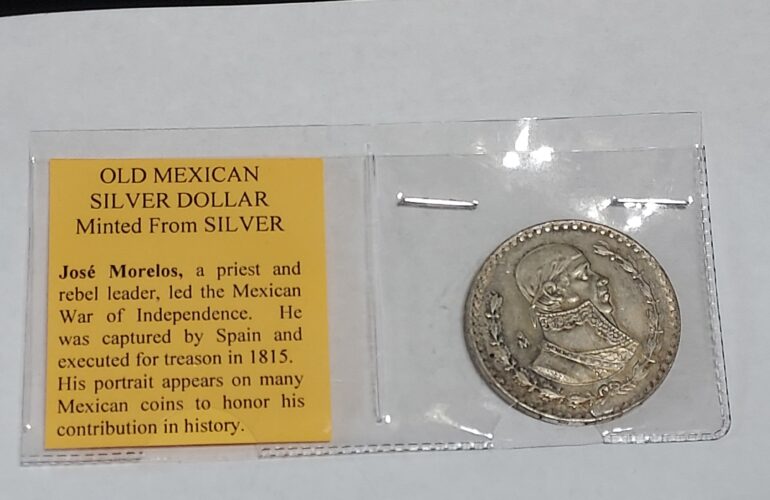 OLD MEXICAN
SILVER DOLLAR
Minted From SILVER
José Morelos, a priest and
rebel leader, led the Mexican
War of Independence. He
was captured by Spain and
executed for treason in 1815.
His portrait appears on many
Mexican coins to honor his
contribution in history.